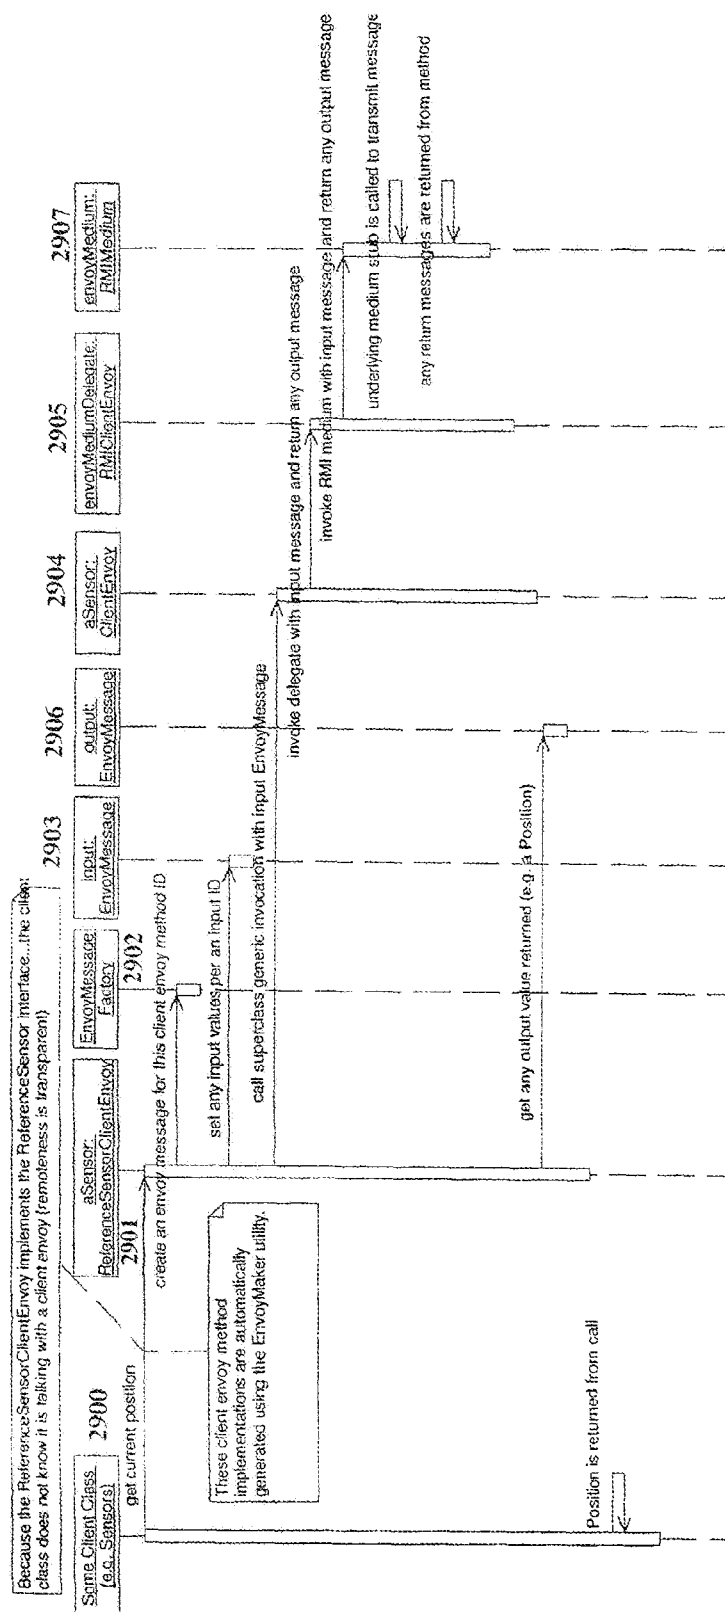 Because the ReferenceSensorClientEnvoy implements the ReferenceSensor interface...the client
class does not know it is talking with a client envoy (remoteness is transparent)
Some Client Class
(e.g., Sensors)
2900
aSensor:
ReferenceSensorClientEnvoy
2901
EnvoyMessage
Factory
2902
input:
EnvoyMessage
2903
output:
EnvoyMessage
2906
aSensor:
ClientEnvoy
2904
envoyMediumDelegate:
RMIClientEnvoy
2905
envoyMedium:
RMIMedium
2907
get current position
create an envoy message for this client envoy method ID
set any input values per an input ID
call superclass generic invocation with input EnvoyMessage
invoke delegate with input message and return any output message
invoke RMI medium with input message and return any output message
underlying medium stub is called to transmit message
any return messages are returned from method
These client envoy method
implementations are automatically
generated using the EnvoyMaker utility.
get any output value returned (e.g. a Position)
Position is returned from call